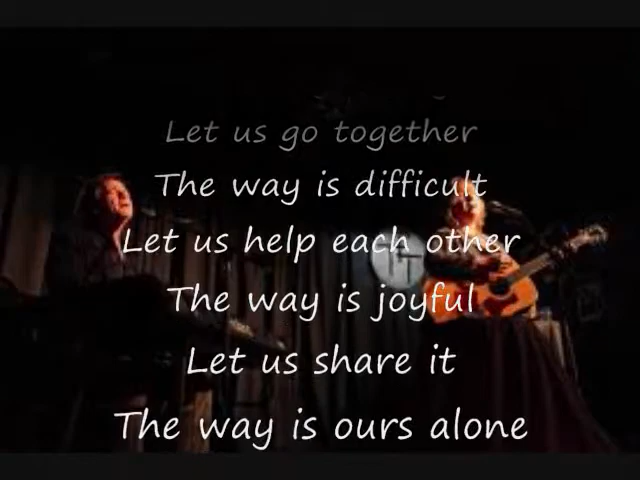 Let us go together
The way is difficult
Let us help each other
The way is joyful
Let us share it
The way is ours alone